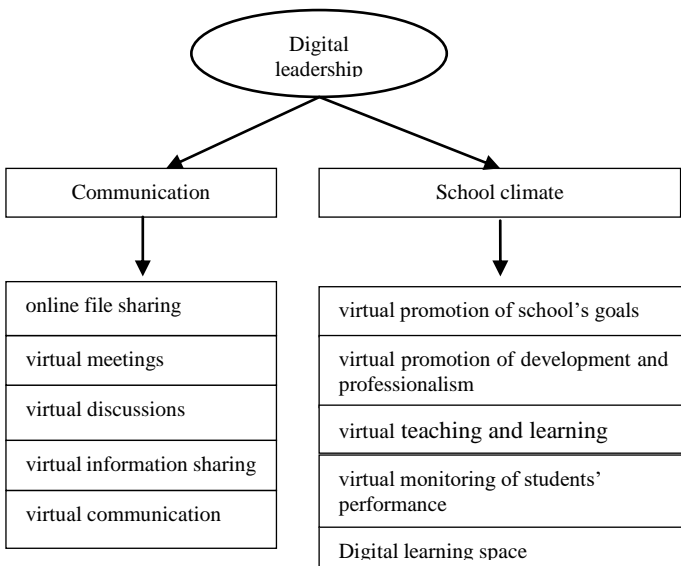 Digital
leadership
Communication
School climate
online file sharing
virtual meetings
virtual discussions
virtual information sharing
virtual communication
virtual promotion of school's goals
virtual promotion of development and
professionalism
virtual teaching and learning
virtual monitoring of students'
performance
Digital learning space